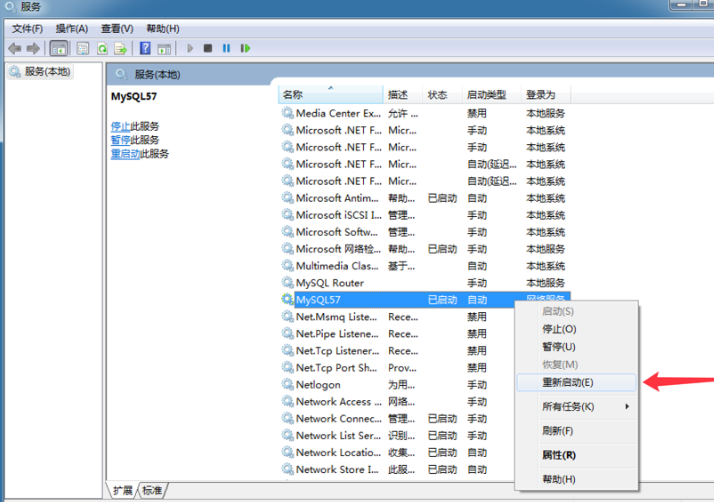 服务
文件(F) 操作(A) 查看(V) 帮助(H)
服务(本地)
服务(本地)
MySQL57
停止此服务
暂停此服务
重启动此服务
名称 描述 状态 启动类型 登录为
Media Center Ex... 允许 ... 禁用 本地服务
Microsoft .NET F... Micr... 手动 本地系统
Microsoft .NET F... Micr... 手动 本地系统
Microsoft .NET F... Micr... 自动(延迟... 本地系统
Microsoft .NET F... Micr... 自动(延迟... 本地系统
Microsoft Antim... 帮助... 已启动 自动 本地系统
Microsoft iSCSI I... 管理... 手动 本地系统
Microsoft Softw... 管理... 手动 本地系统
Microsoft 网络检... 帮助... 已启动 手动 本地服务
Multimedia Clas... 基于... 自动 本地系统
MySQL Router 手动 本地服务
MySQL57 已启动 自动 网络服务
Net.Msmq Liste... Rece... 禁用
Net.Pipe Listene... Rece... 禁用
Net.Tcp Listener... Rece... 禁用
Net.Tcp Port Sh... Prov... 禁用
Netlogon 为用... 手动
Network Access ... 网络... 手动
Network Connec... 管理... 已启动 手动
Network List Ser... 识别... 已启动 手动
Network Locatio... 收集... 已启动 自动
Network Store I... 此服... 已启动 自动
启动(S)
停止(O)
暂停(U)
恢复(M)
重新启动(E)
所有任务(K)
刷新(F)
属性(R)
帮助(H)
扩展 标准